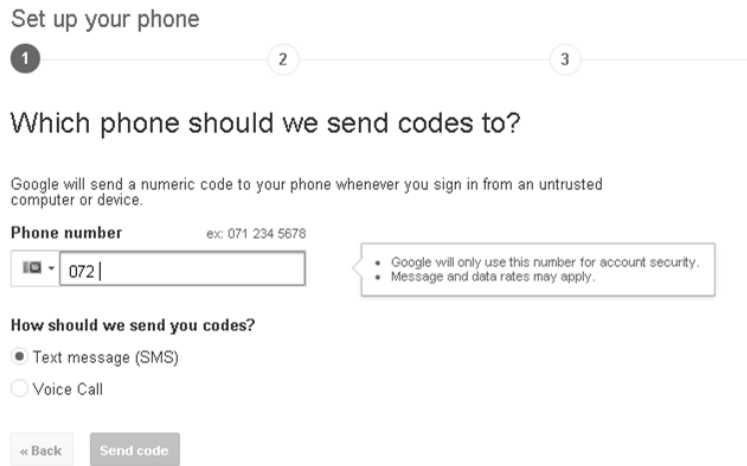 Set up your phone
1
2
3
Which phone should we send codes to?
Google will send a numeric code to your phone whenever you sign in from an untrusted
computer or device.
Phone number
ex: 071 234 5678
072
• Google will only use this number for account security.
• Message and data rates may apply.
How should we send you codes?
Text message (SMS)
Voice Call
« Back
Send code